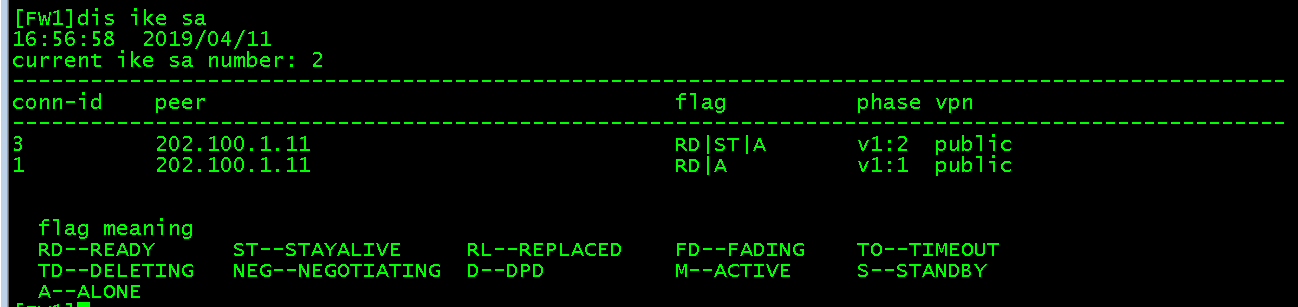 [FW1]dis ike sa
16:56:58 2019/04/11
current ike sa number: 2
--------------------------------------------------------------------------------------------------
conn-id peer flag phase vpn
--------------------------------------------------------------------------------------------------
3 202.100.1.11 RD|ST|A v1:2 public
1 202.100.1.11 RD|A v1:1 public
flag meaning
RD--READY ST--STAYALIVE RL--REPLACED FD--FADING TO--TIMEOUT
TD--DELETING NEG--NEGOTIATING D--DPD M--ACTIVE S--STANDBY
A--ALONE
[FW1]